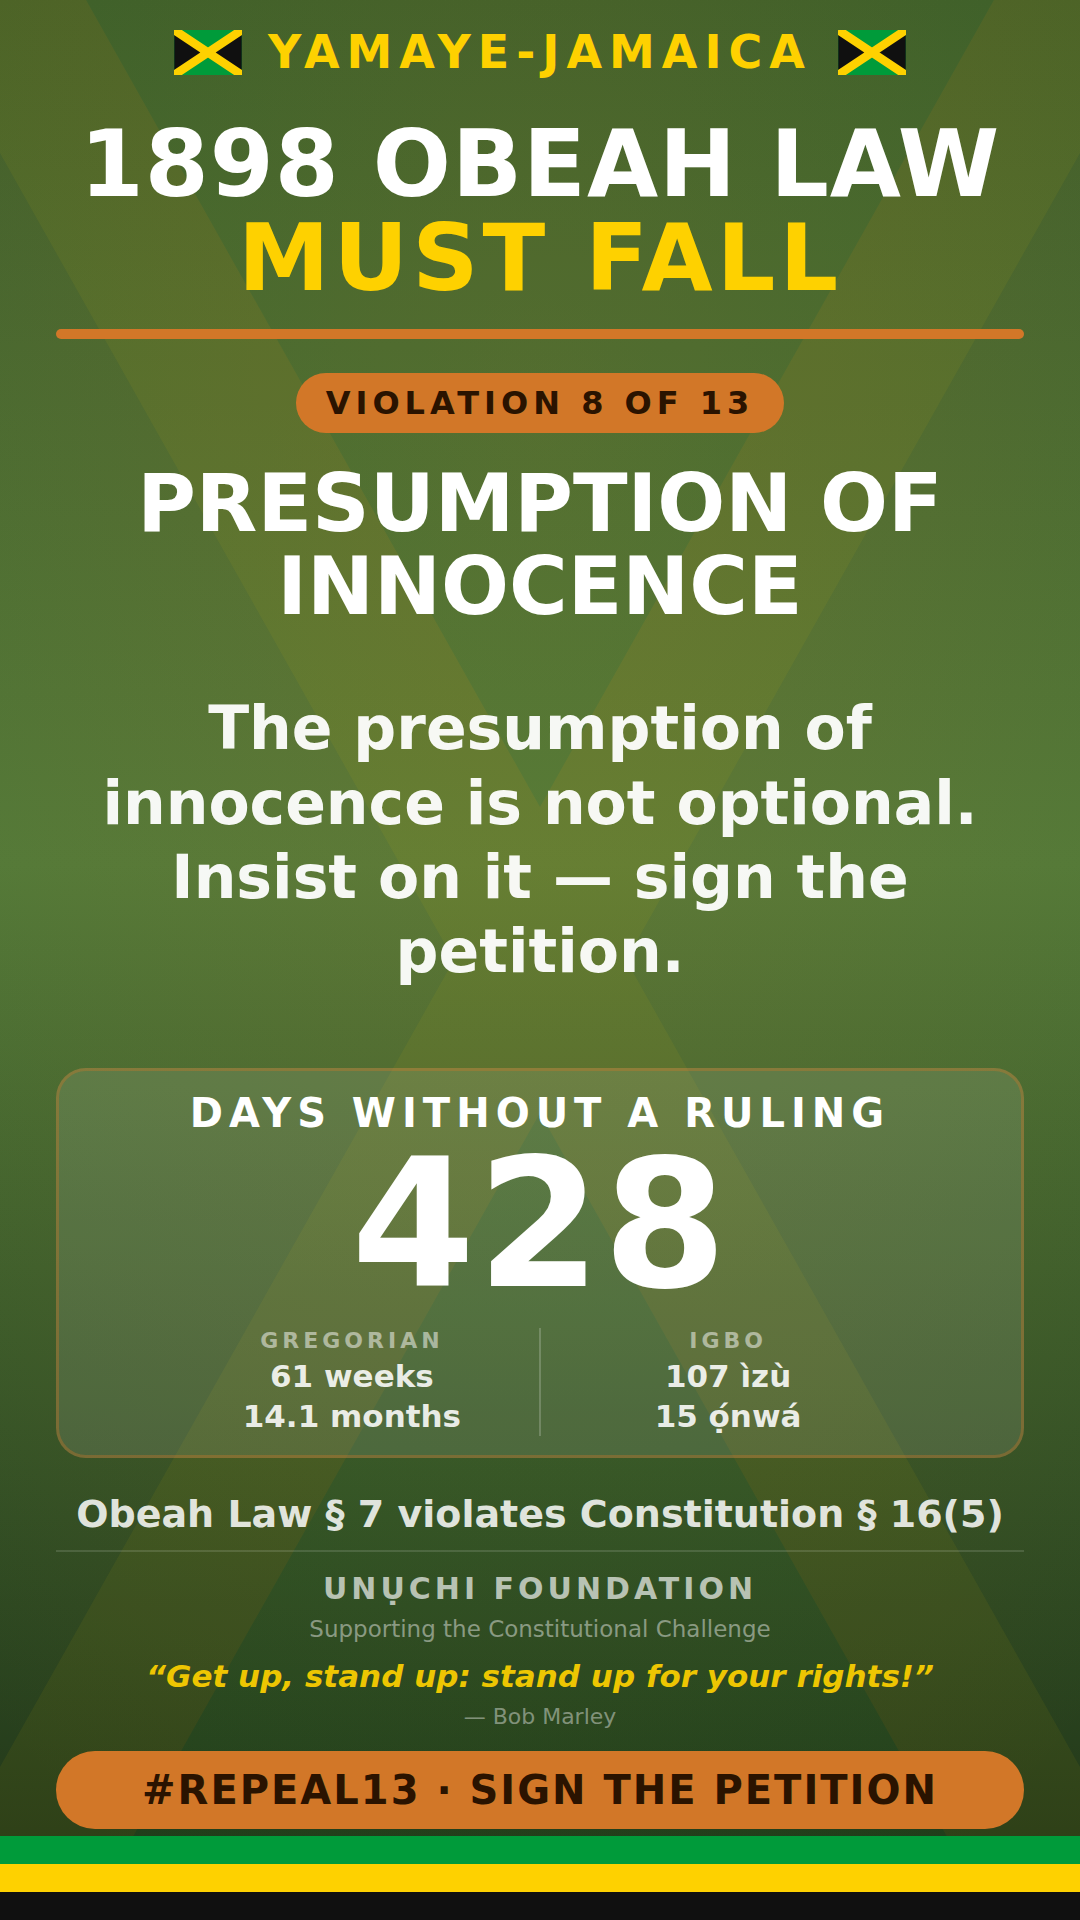 YAMAYE-JAMAICA
1898 OBEAH LAW
MUST FALL
VIOLATION 8 OF 13
PRESUMPTION OF
INNOCENCE
The presumption of
innocence is not optional.
Insist on it — sign the
petition.
DAYS WITHOUT A RULING
428
GREGORIAN
61 weeks
14.1 months
IGBO
107 ìzù
15 ọ́nwá
Obeah Law § 7 violates Constitution § 16(5)
UNỤCHI FOUNDATION
Supporting the Constitutional Challenge
“Get up, stand up: stand up for your rights!”
— Bob Marley
#REPEAL13 · SIGN THE PETITION